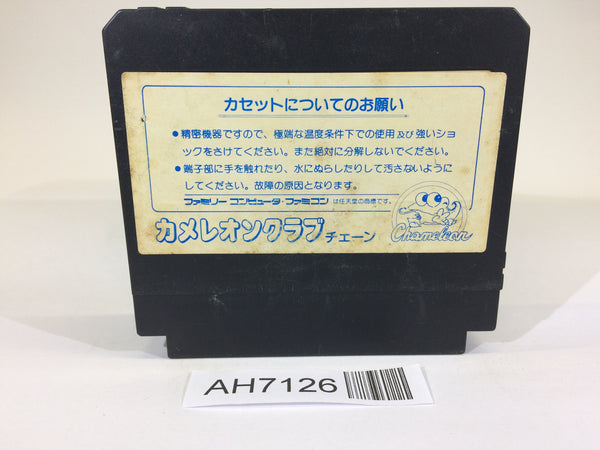 カセットについてのお願い
●精密機器ですので、極端な温度条件下での使用及び強いショ
ックをさけてください。また絶対に分解しないでください。
●端子部に手を触れたり、水にぬらしたりして汚さないように
してください。故障の原因となります。
ファミリーコンピュータ・ファミコンは任天堂の商標です。
カメレオンクラブチェーン
Chameleon
AH7126